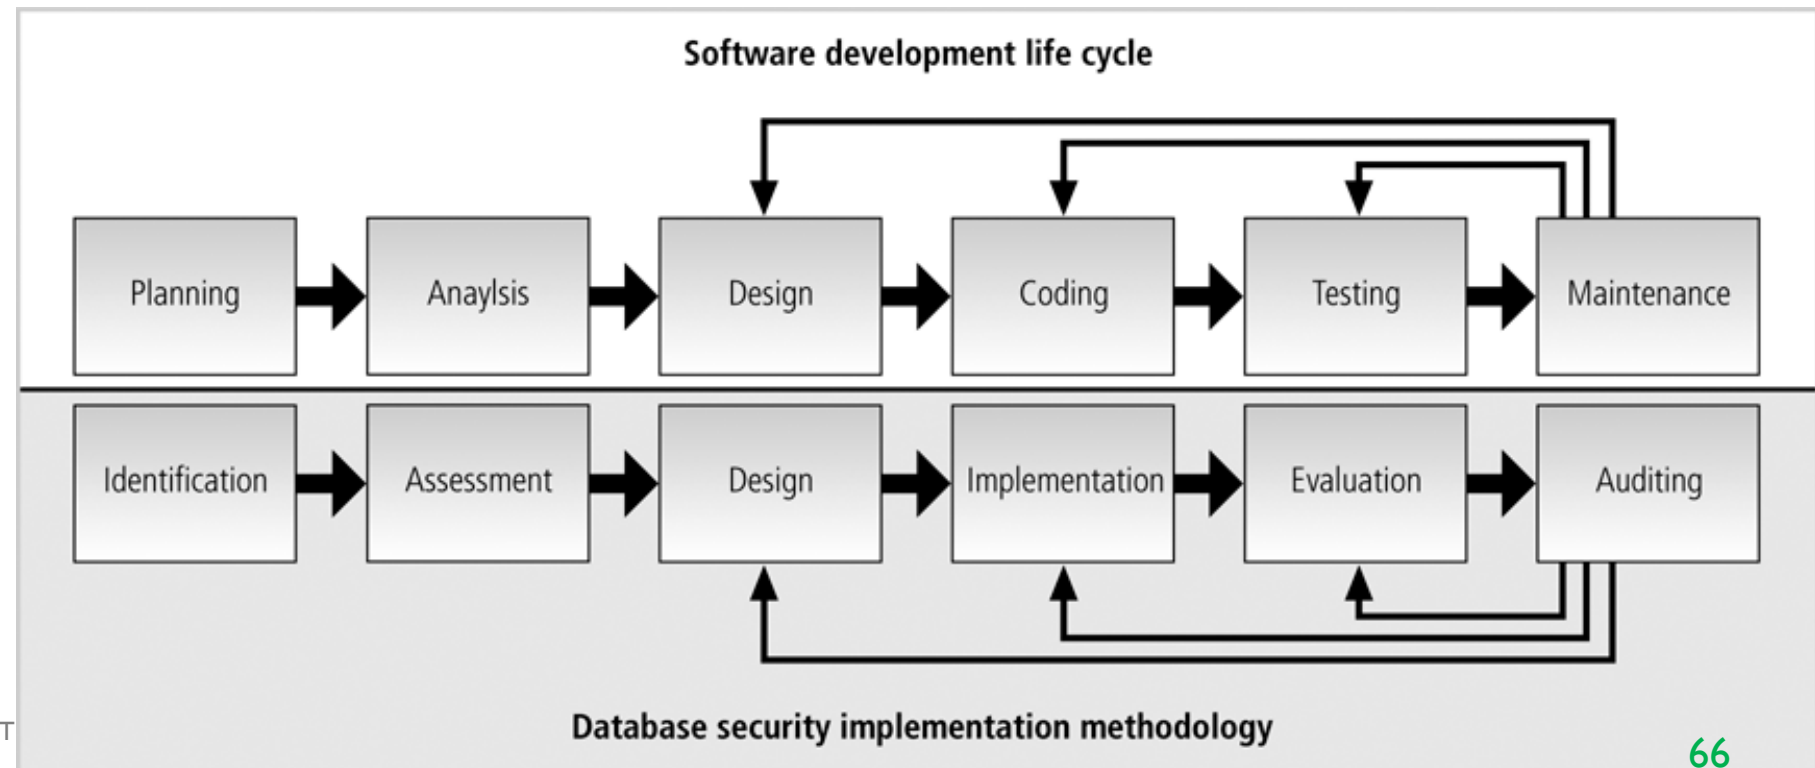 Software development life cycle
Planning
Anaylsis
Design
Coding
Testing
Maintenance
Identification
Assessment
Design
Implementation
Evaluation
Auditing
T
Database security implementation methodology
66